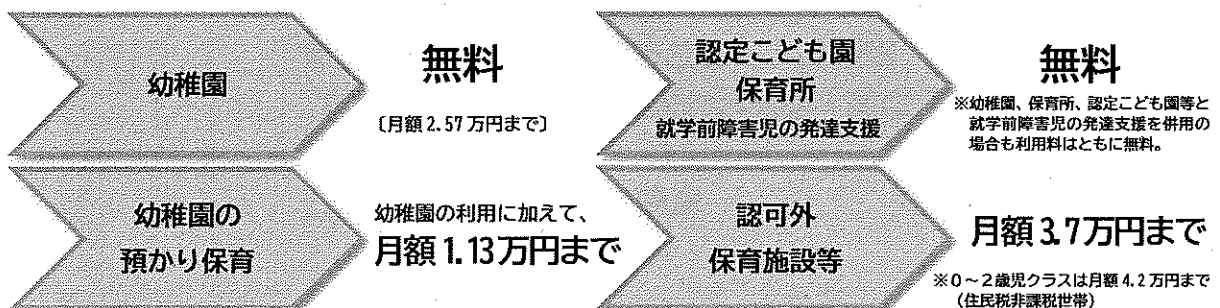 幼稚園
無料
〔月額2.57万円まで〕
認定こども園
保育所
就学前障害児の発達支援
無料
※幼稚園、保育所、認定こども園等と
就学前障害児の発達支援を併用の
場合も利用料はともに無料。
幼稚園の
預かり保育
幼稚園の利用に加えて、
月額1.13万円まで
認可外
保育施設等
月額3.7万円まで
※0~2歳児クラスは月額4.2万円まで
(住民税非課税世帯)